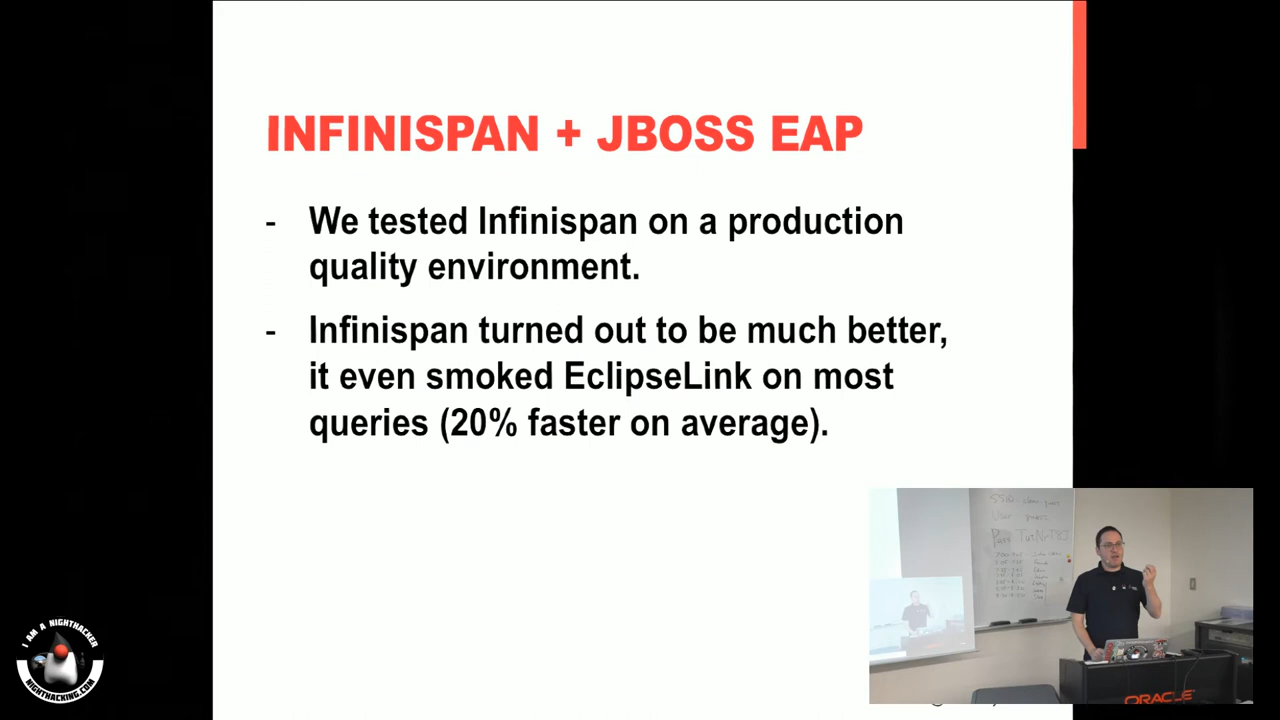 INFINISPAN + JBOSS EAP
- We tested Infinispan on a production
quality environment.
- Infinispan turned out to be much better,
it even smoked EclipseLink on most
queries (20% faster on average).
I AM A NIGHTHACKER
NIGHTHACKING.COM
ORACLE